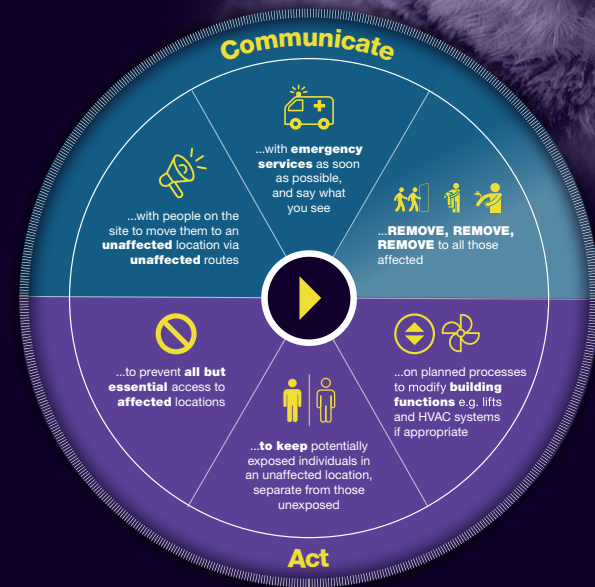 Communicate
...with emergency
services as soon
as possible,
and say what
you see
...with people on the
site to move them to an
unaffected location via
unaffected routes
...REMOVE, REMOVE,
REMOVE to all those
affected
...to prevent all but
essential access to
affected locations
...to keep potentially
exposed individuals in
an unaffected location,
separate from those
unexposed
...on planned processes
to modify building
functions e.g. lifts
and HVAC systems
if appropriate
Act